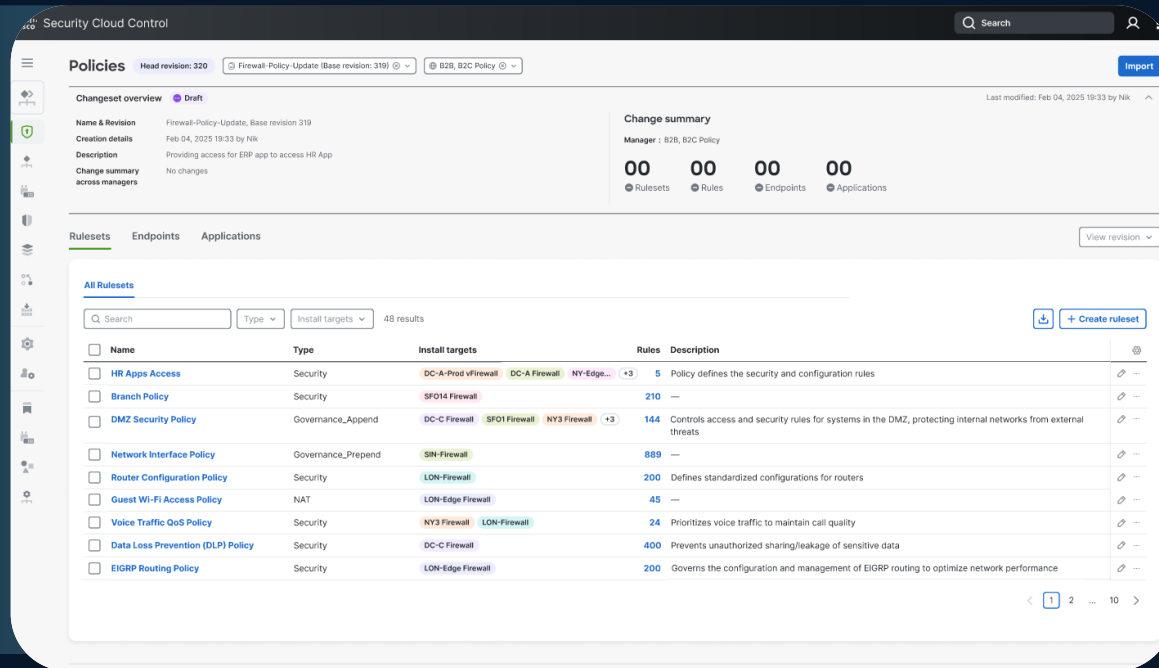 Security Cloud Control
Search
Policies
Head revision: 320
Firewall-Policy-Update (Base revision: 319)
B2B, B2C Policy
Import
Changeset overview
Draft
Last modified: Feb 04, 2025 19:33 by Nik
Name & Revision Firewall-Policy-Update, Base revision 319
Creation details Feb 04, 2025 19:33 by Nik
Description Providing access for ERP app to access HR App
Change summary across managers No changes
Change summary
Manager : B2B, B2C Policy
00 00 00 00
Rulesets Rules Endpoints Applications
Rulesets Endpoints Applications
View revision
All Rulesets
Search
Type
Install targets
48 results
+ Create ruleset
Name Type Install targets Rules Description
HR Apps Access Security DC-A-Prod vFirewall DC-A Firewall NY-Edge... +3 5 Policy defines the security and configuration rules
Branch Policy Security SFO14 Firewall 210 —
DMZ Security Policy Governance_Append DC-C Firewall SFO1 Firewall NY3 Firewall +3 144 Controls access and security rules for systems in the DMZ, protecting internal networks from external
threats
Network Interface Policy Governance_Prepend SIN-Firewall 889 —
Router Configuration Policy Security LON-Firewall 200 Defines standardized configurations for routers
Guest Wi-Fi Access Policy NAT LON-Edge Firewall 45 —
Voice Traffic QoS Policy Security NY3 Firewall LON-Firewall 24 Prioritizes voice traffic to maintain call quality
Data Loss Prevention (DLP) Policy Security DC-C Firewall 400 Prevents unauthorized sharing/leakage of sensitive data
EIGRP Routing Policy Security LON-Edge Firewall 200 Governs the configuration and management of EIGRP routing to optimize network performance
1 2 ... 10